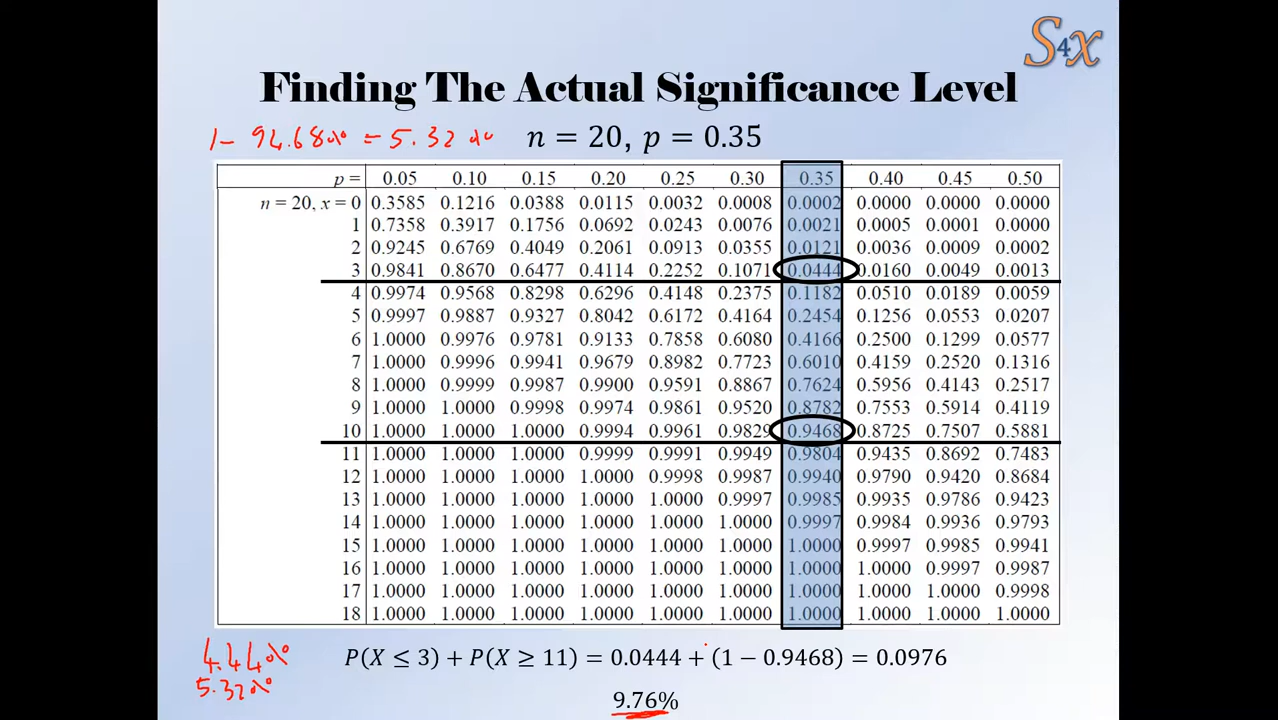 S4x
Finding The Actual Significance Level
1- 94.68% = 5.32% n = 20, p = 0.35
p = 0.05 0.10 0.15 0.20 0.25 0.30 0.35 0.40 0.45 0.50
n = 20, x = 0 0.3585 0.1216 0.0388 0.0115 0.0032 0.0008 0.0002 0.0000 0.0000 0.0000
1 0.7358 0.3917 0.1756 0.0692 0.0243 0.0076 0.0021 0.0005 0.0001 0.0000
2 0.9245 0.6769 0.4049 0.2061 0.0913 0.0355 0.0121 0.0036 0.0009 0.0002
3 0.9841 0.8670 0.6477 0.4114 0.2252 0.1071 0.0444 0.0160 0.0049 0.0013
4 0.9974 0.9568 0.8298 0.6296 0.4148 0.2375 0.1182 0.0510 0.0189 0.0059
5 0.9997 0.9887 0.9327 0.8042 0.6172 0.4164 0.2454 0.1256 0.0553 0.0207
6 1.0000 0.9976 0.9781 0.9133 0.7858 0.6080 0.4166 0.2500 0.1299 0.0577
7 1.0000 0.9996 0.9941 0.9679 0.8982 0.7723 0.6010 0.4159 0.2520 0.1316
8 1.0000 0.9999 0.9987 0.9900 0.9591 0.8867 0.7624 0.5956 0.4143 0.2517
9 1.0000 1.0000 0.9998 0.9974 0.9861 0.9520 0.8782 0.7553 0.5914 0.4119
10 1.0000 1.0000 1.0000 0.9994 0.9961 0.9829 0.9468 0.8725 0.7507 0.5881
11 1.0000 1.0000 1.0000 0.9999 0.9991 0.9949 0.9804 0.9435 0.8692 0.7483
12 1.0000 1.0000 1.0000 1.0000 0.9998 0.9987 0.9940 0.9790 0.9420 0.8684
13 1.0000 1.0000 1.0000 1.0000 1.0000 0.9997 0.9985 0.9935 0.9786 0.9423
14 1.0000 1.0000 1.0000 1.0000 1.0000 1.0000 0.9997 0.9984 0.9936 0.9793
15 1.0000 1.0000 1.0000 1.0000 1.0000 1.0000 1.0000 0.9997 0.9985 0.9941
16 1.0000 1.0000 1.0000 1.0000 1.0000 1.0000 1.0000 1.0000 0.9997 0.9987
17 1.0000 1.0000 1.0000 1.0000 1.0000 1.0000 1.0000 1.0000 1.0000 0.9998
18 1.0000 1.0000 1.0000 1.0000 1.0000 1.0000 1.0000 1.0000 1.0000 1.0000
4.44% P(X ≤ 3) + P(X ≥ 11) = 0.0444 + (1 − 0.9468) = 0.0976
5.32%
9.76%